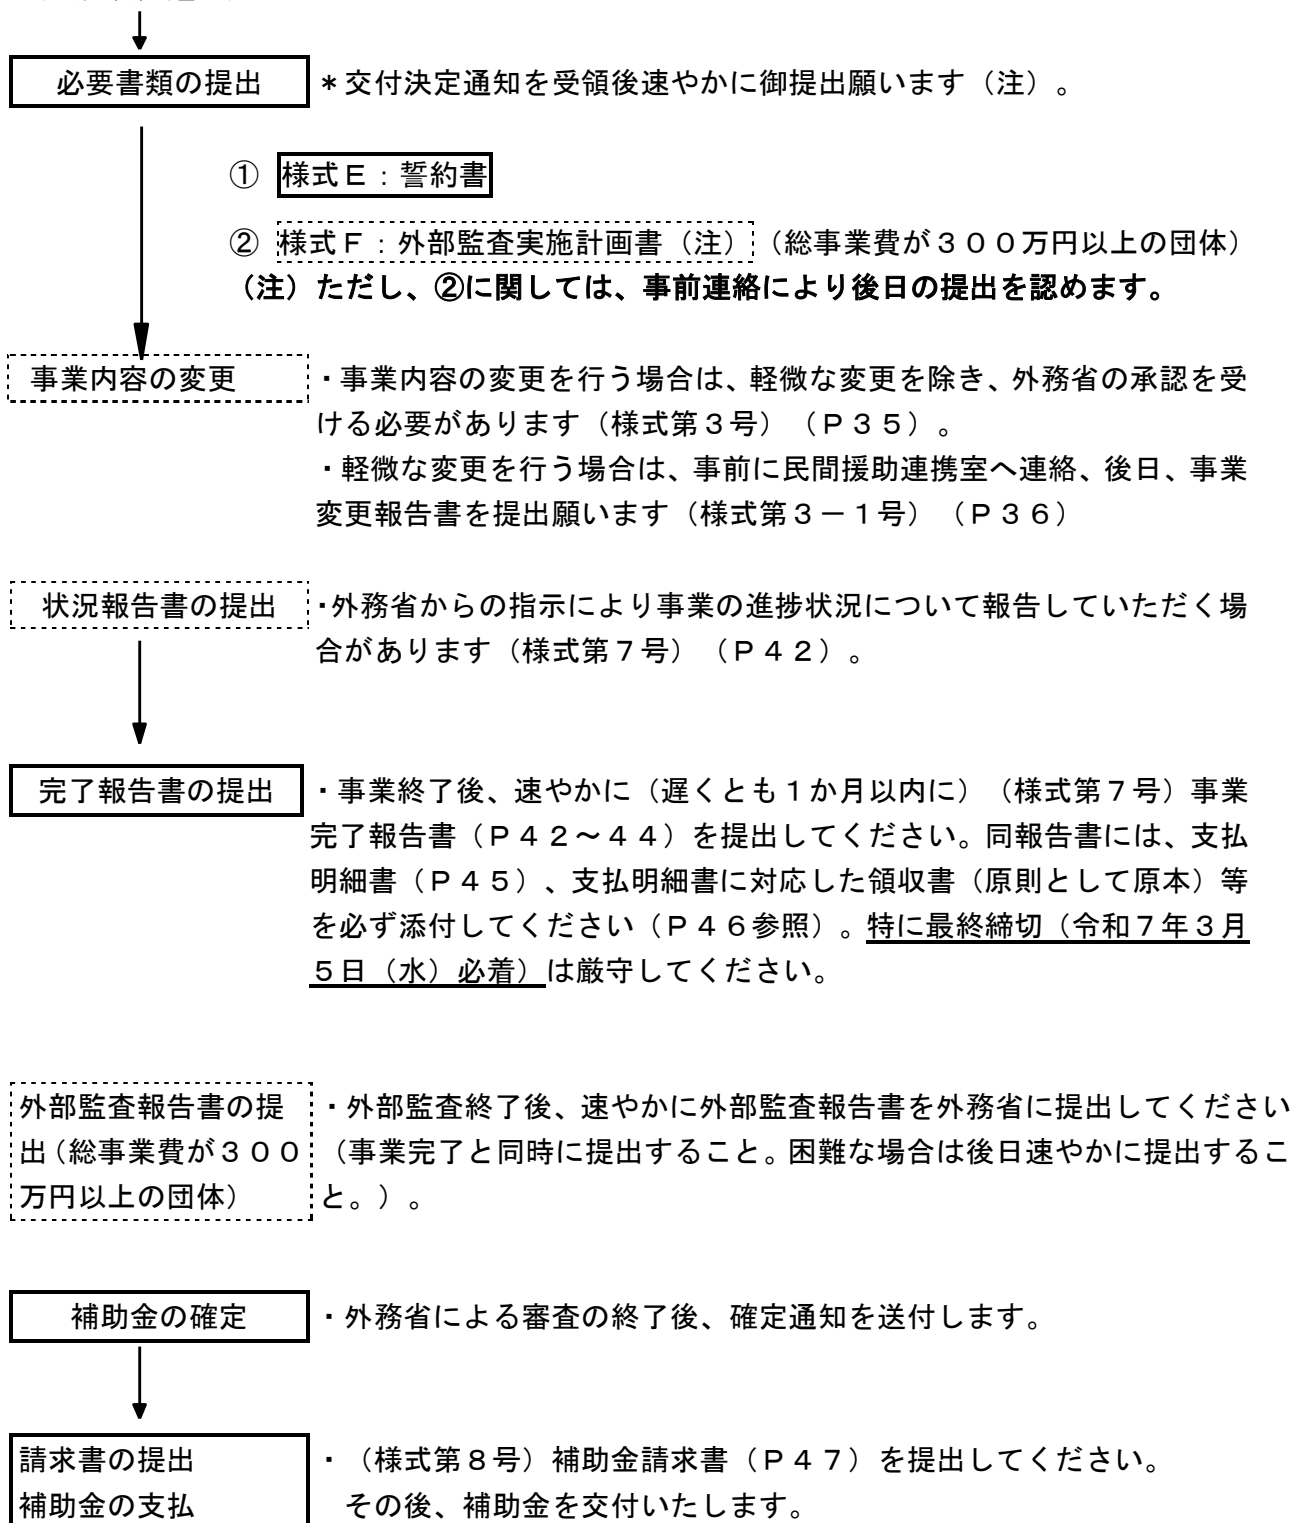 必要書類の提出 *交付決定通知を受領後速やかに御提出願います（注）。
① 様式Ｅ：誓約書
② 様式Ｆ：外部監査実施計画書（注）（総事業費が３００万円以上の団体）
（注）ただし、②に関しては、事前連絡により後日の提出を認めます。
事業内容の変更 ・事業内容の変更を行う場合は、軽微な変更を除き、外務省の承認を受
ける必要があります（様式第３号）（Ｐ３５）。
・軽微な変更を行う場合は、事前に民間援助連携室へ連絡、後日、事業
変更報告書を提出願います（様式第３－１号）（Ｐ３６）
状況報告書の提出 ・外務省からの指示により事業の進捗状況について報告していただく場
合があります（様式第７号）（Ｐ４２）。
完了報告書の提出 ・事業終了後、速やかに（遅くとも１か月以内に）（様式第７号）事業
完了報告書（Ｐ４２～４４）を提出してください。同報告書には、支払
明細書（Ｐ４５）、支払明細書に対応した領収書（原則として原本）等
を必ず添付してください（Ｐ４６参照）。特に最終締切（令和７年３月
５日（水）必着）は厳守してください。
外部監査報告書の提 ・外部監査終了後、速やかに外部監査報告書を外務省に提出してください
出（総事業費が３００ （事業完了と同時に提出すること。困難な場合は後日速やかに提出するこ
万円以上の団体） と。）。
補助金の確定 ・外務省による審査の終了後、確定通知を送付します。
請求書の提出 ・（様式第８号）補助金請求書（Ｐ４７）を提出してください。
補助金の支払 その後、補助金を交付いたします。